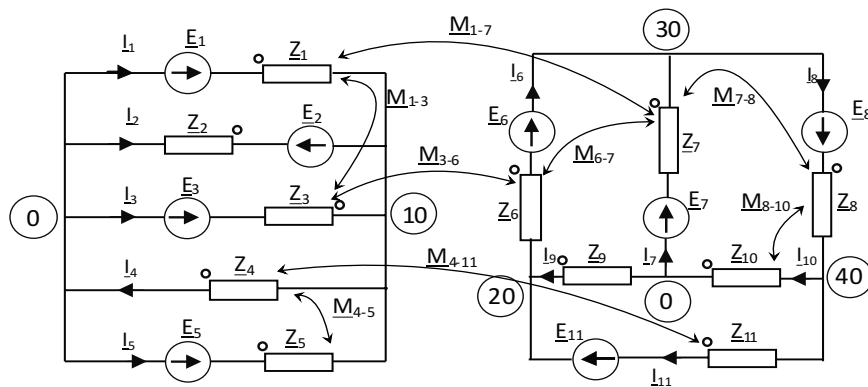 I1 E1 Z1 M1-7
M1-3
I2 Z2 E2
I3 E3 Z3 M3-6
0 10
I4 Z4 M4-11
M4-5
I5 E5 Z5
30
I6 I8
E6 M7-8 E8
M6-7 Z7
Z6 E7 M8-10 Z8
I9 Z9 I7 Z10 I10
20 0 40
E11 Z11
I11